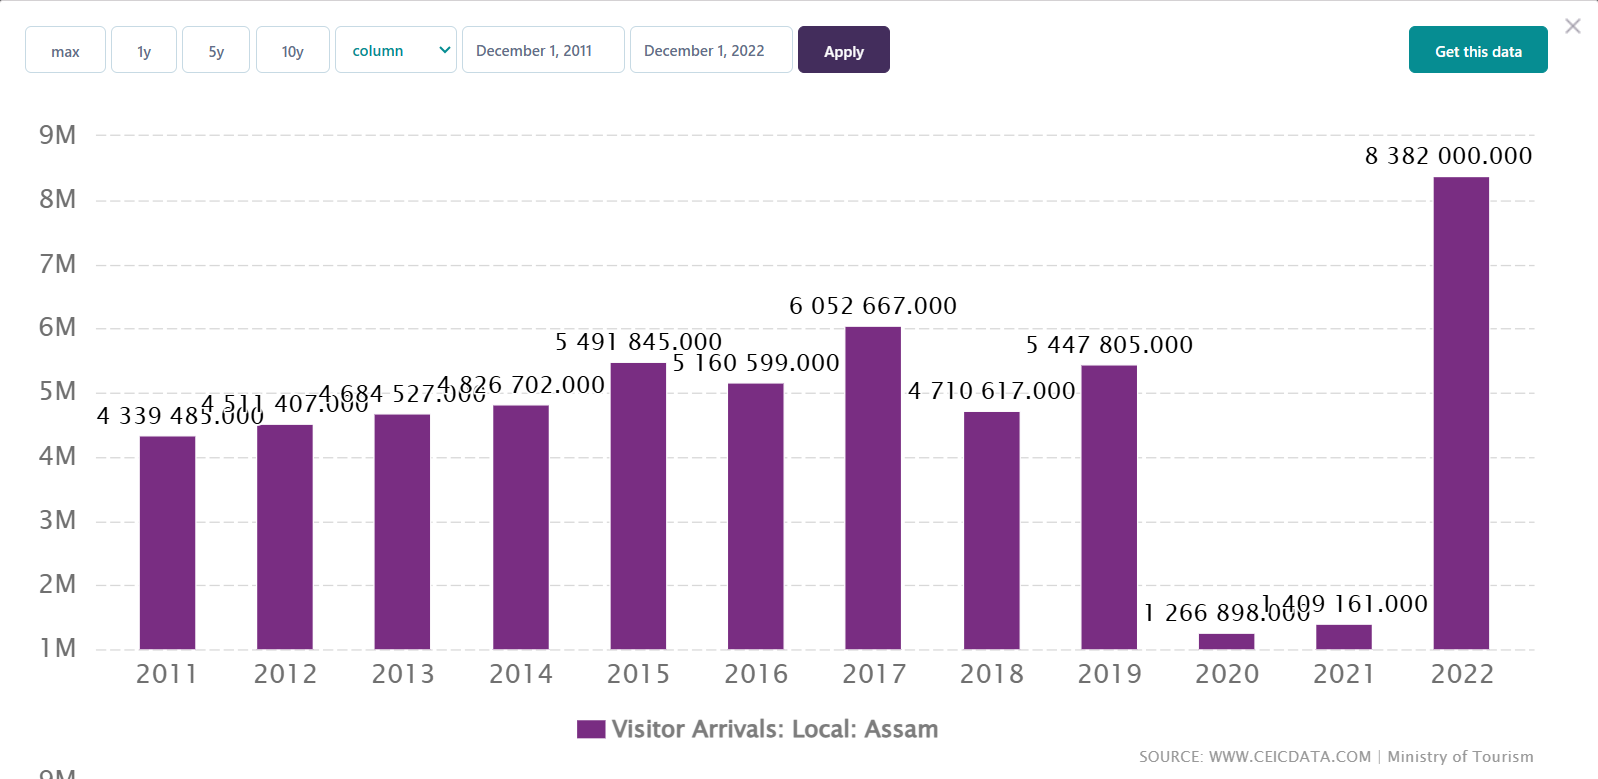 max 1y 5y 10y column December 1, 2011 December 1, 2022 Apply Get this data
9M
8 382 000.000
8M
7M
6 052 667.000
6M
5 491 845.000 5 447 805.000
5 160 599.000
5M
4 339 485.000 4 511 407.000 4 684 527.000 4 826 702.000 4 710 617.000
4M
3M
2M
1 266 898.000 1 409 161.000
1M
2011 2012 2013 2014 2015 2016 2017 2018 2019 2020 2021 2022
Visitor Arrivals: Local: Assam
SOURCE: WWW.CEICDATA.COM | Ministry of Tourism
9M